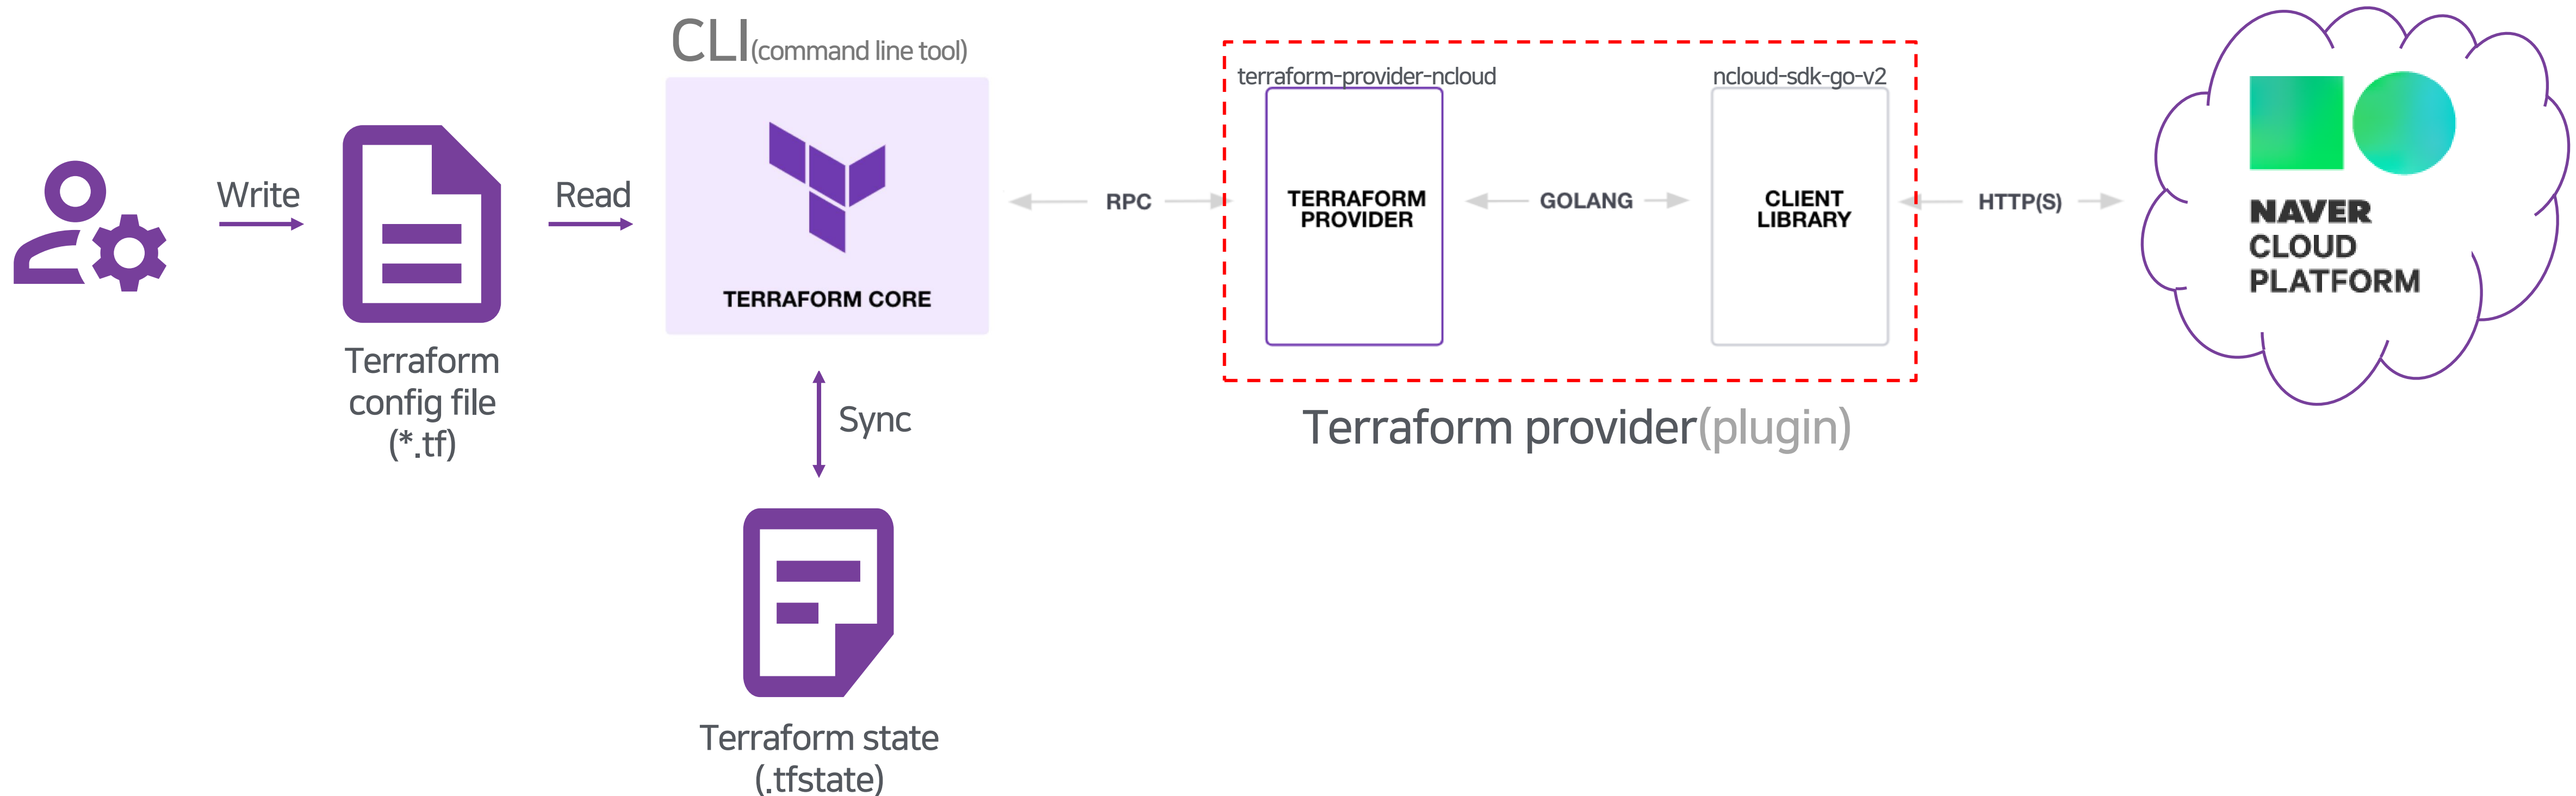 CLI(command line tool)
TERRAFORM CORE
Write
Read
Terraform
config file
(*.tf)
Sync
Terraform state
(.tfstate)
RPC
terraform-provider-ncloud
TERRAFORM
PROVIDER
GOLANG
ncloud-sdk-go-v2
CLIENT
LIBRARY
Terraform provider(plugin)
HTTP(S)
NAVER
CLOUD
PLATFORM